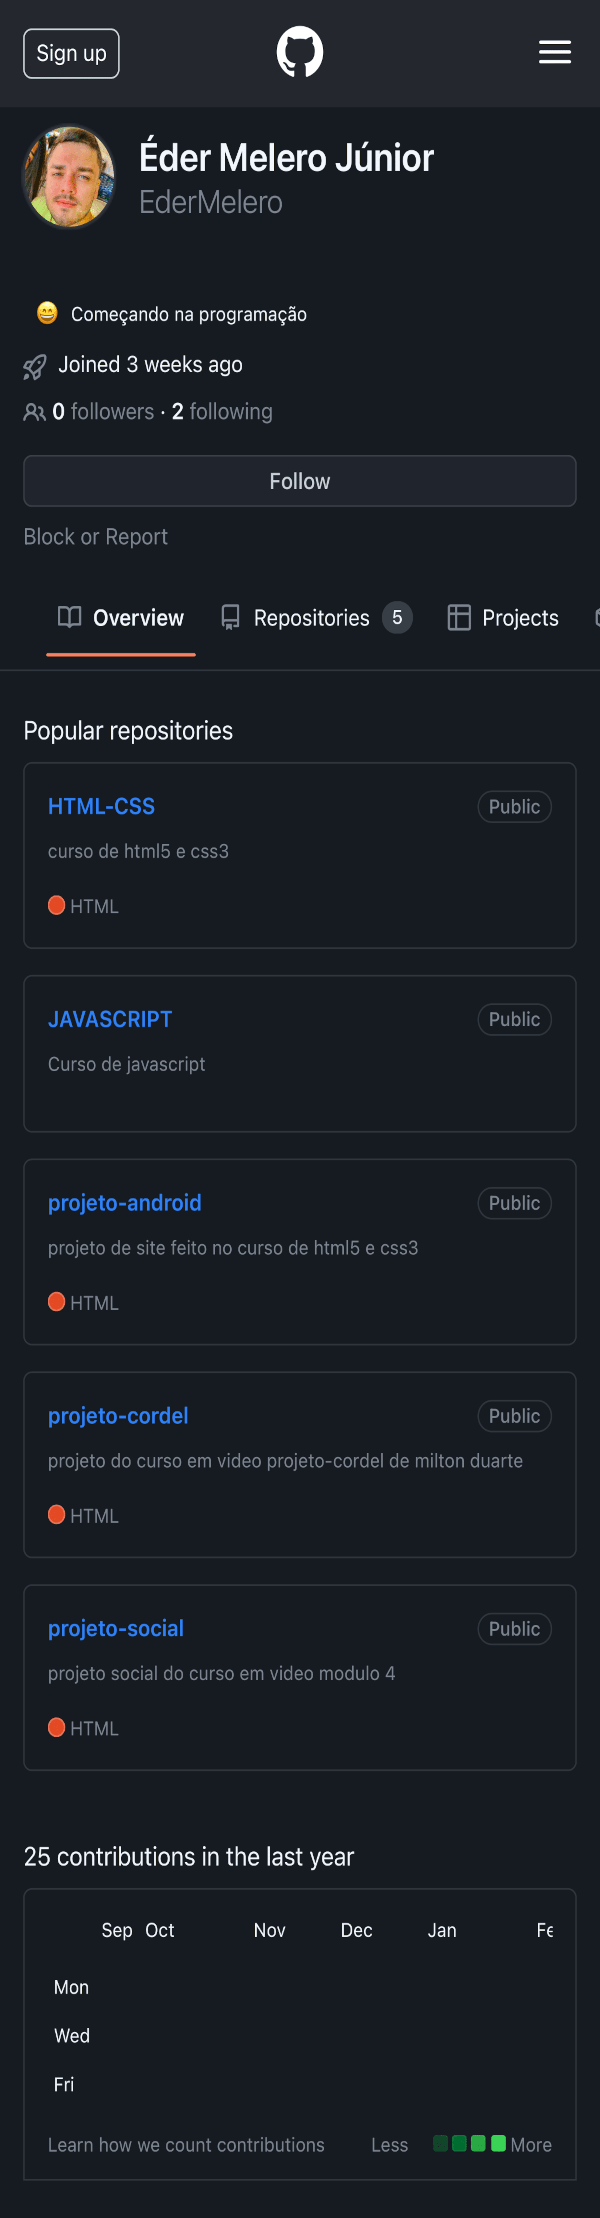 Sign up
Éder Melero Júnior
EderMelero
Começando na programação
Joined 3 weeks ago
0 followers · 2 following
Follow
Block or Report
Overview Repositories 5 Projects
Popular repositories
HTML-CSS Public
curso de html5 e css3
HTML
JAVASCRIPT Public
Curso de javascript
projeto-android Public
projeto de site feito no curso de html5 e css3
HTML
projeto-cordel Public
projeto do curso em video projeto-cordel de milton duarte
HTML
projeto-social Public
projeto social do curso em video modulo 4
HTML
25 contributions in the last year
Sep Oct Nov Dec Jan
Mon
Wed
Fri
Learn how we count contributions Less More